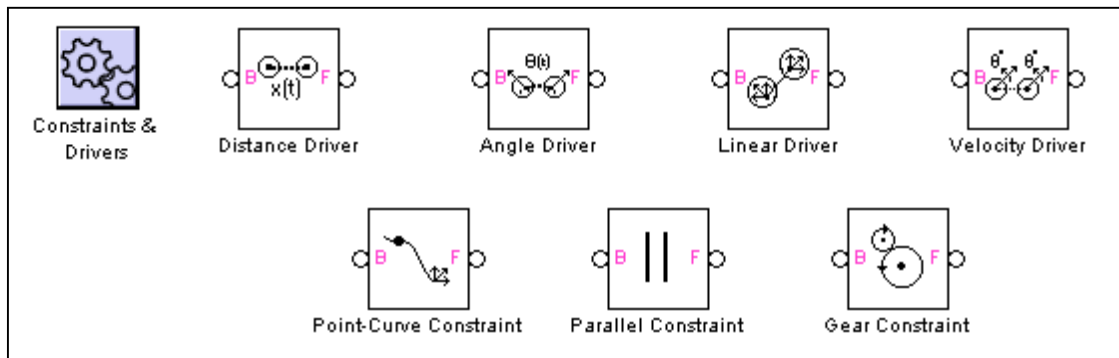 B F x(t)
B θ(t) F
B F
B θ̇ θ̇ F
Constraints &
Drivers
Distance Driver
Angle Driver
Linear Driver
Velocity Driver
B F
B F
B F
Point-Curve Constraint
Parallel Constraint
Gear Constraint